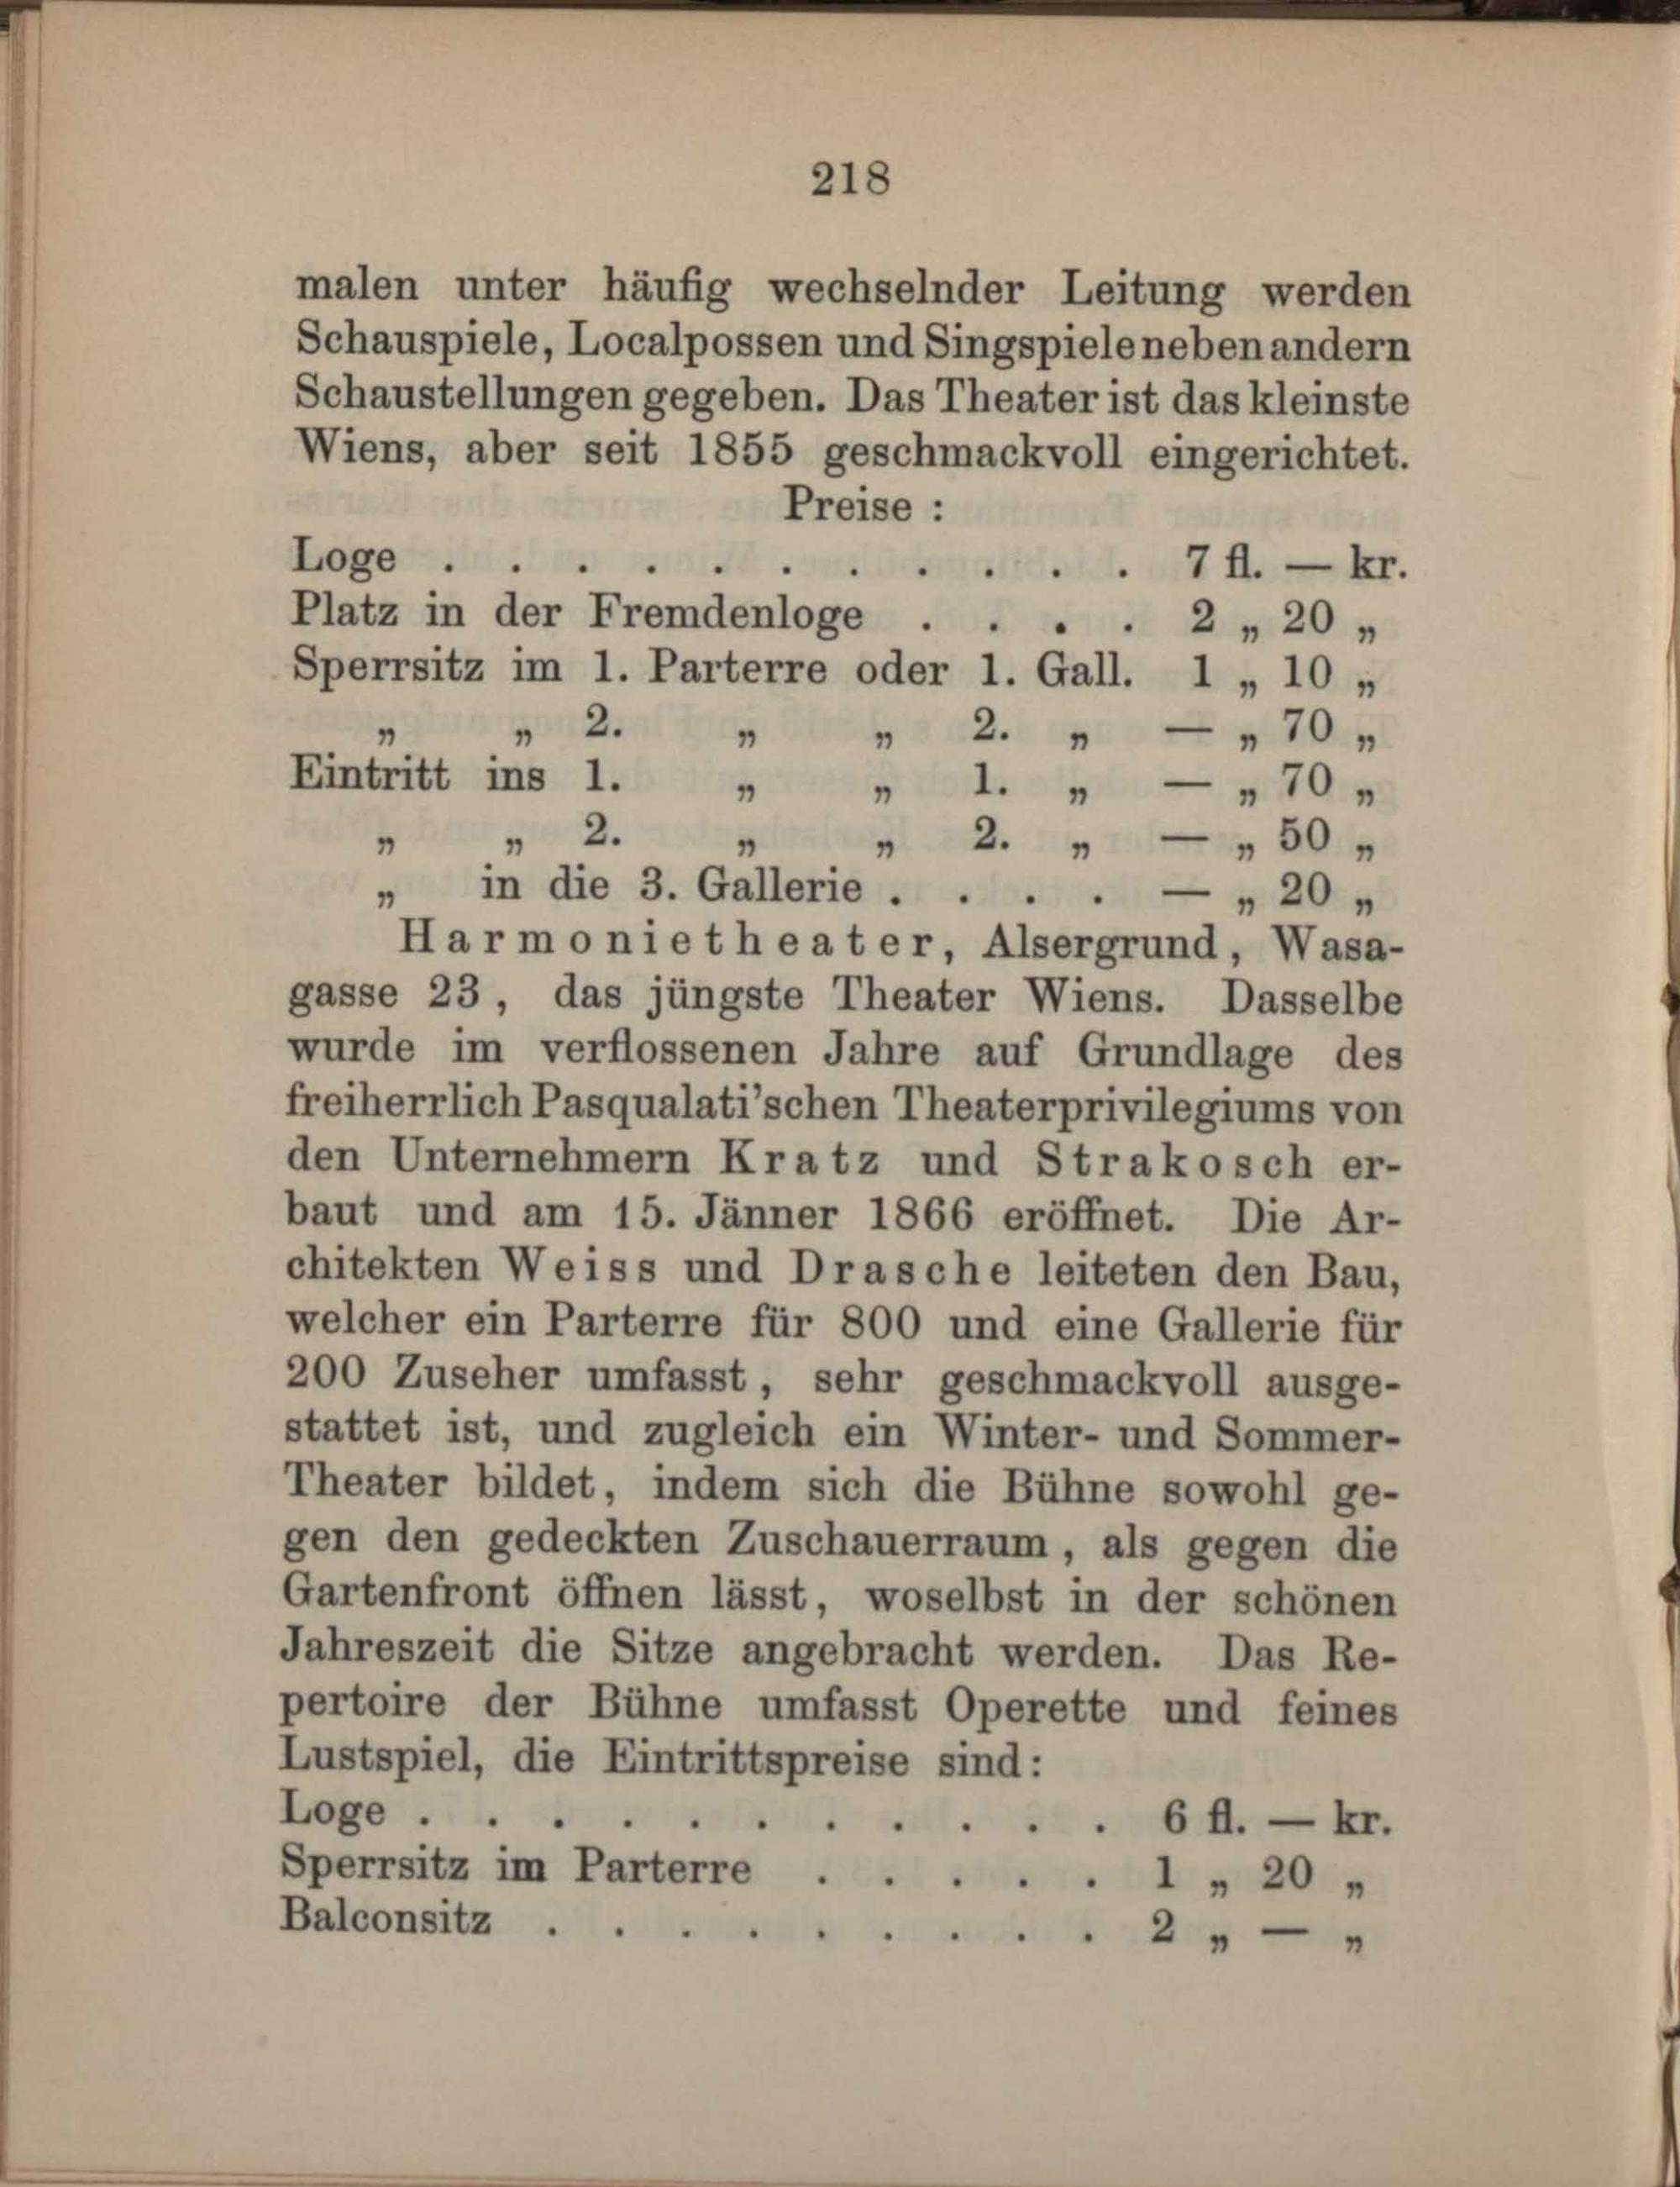 218
malen unter häufig wechselnder Leitung werden
Schauspiele, Localpossen und Singspiele neben andern
Schaustellungen gegeben. Das Theater ist das kleinste
Wiens, aber seit 1855 geschmackvoll eingerichtet.
Preise :
Loge . . . . . . . . . . . 7 fl. — kr.
Platz in der Fremdenloge . . . . 2 „ 20 „
Sperrsitz im 1. Parterre oder 1. Gall. 1 „ 10 „
„ „ 2. „ „ 2. „ — „ 70 „
Eintritt ins 1. „ „ 1. „ — „ 70 „
„ „ 2. „ „ 2. „ — „ 50 „
„ in die 3. Gallerie . . . . — „ 20 „
Harmonietheater, Alsergrund, Wasa-
gasse 23, das jüngste Theater Wiens. Dasselbe
wurde im verflossenen Jahre auf Grundlage des
freiherrlich Pasqualati'schen Theaterprivilegiums von
den Unternehmern Kratz und Strakosch er-
baut und am 15. Jänner 1866 eröffnet. Die Ar-
chitekten Weiss und Drasche leiteten den Bau,
welcher ein Parterre für 800 und eine Gallerie für
200 Zuseher umfasst, sehr geschmackvoll ausge-
stattet ist, und zugleich ein Winter- und Sommer-
Theater bildet, indem sich die Bühne sowohl ge-
gen den gedeckten Zuschauerraum, als gegen die
Gartenfront öffnen lässt, woselbst in der schönen
Jahreszeit die Sitze angebracht werden. Das Re-
pertoire der Bühne umfasst Operette und feines
Lustspiel, die Eintrittspreise sind:
Loge . . . . . . . . . . . 6 fl. — kr.
Sperrsitz im Parterre . . . . . 1 „ 20 „
Balconsitz . . . . . . . . . 2 „ — „